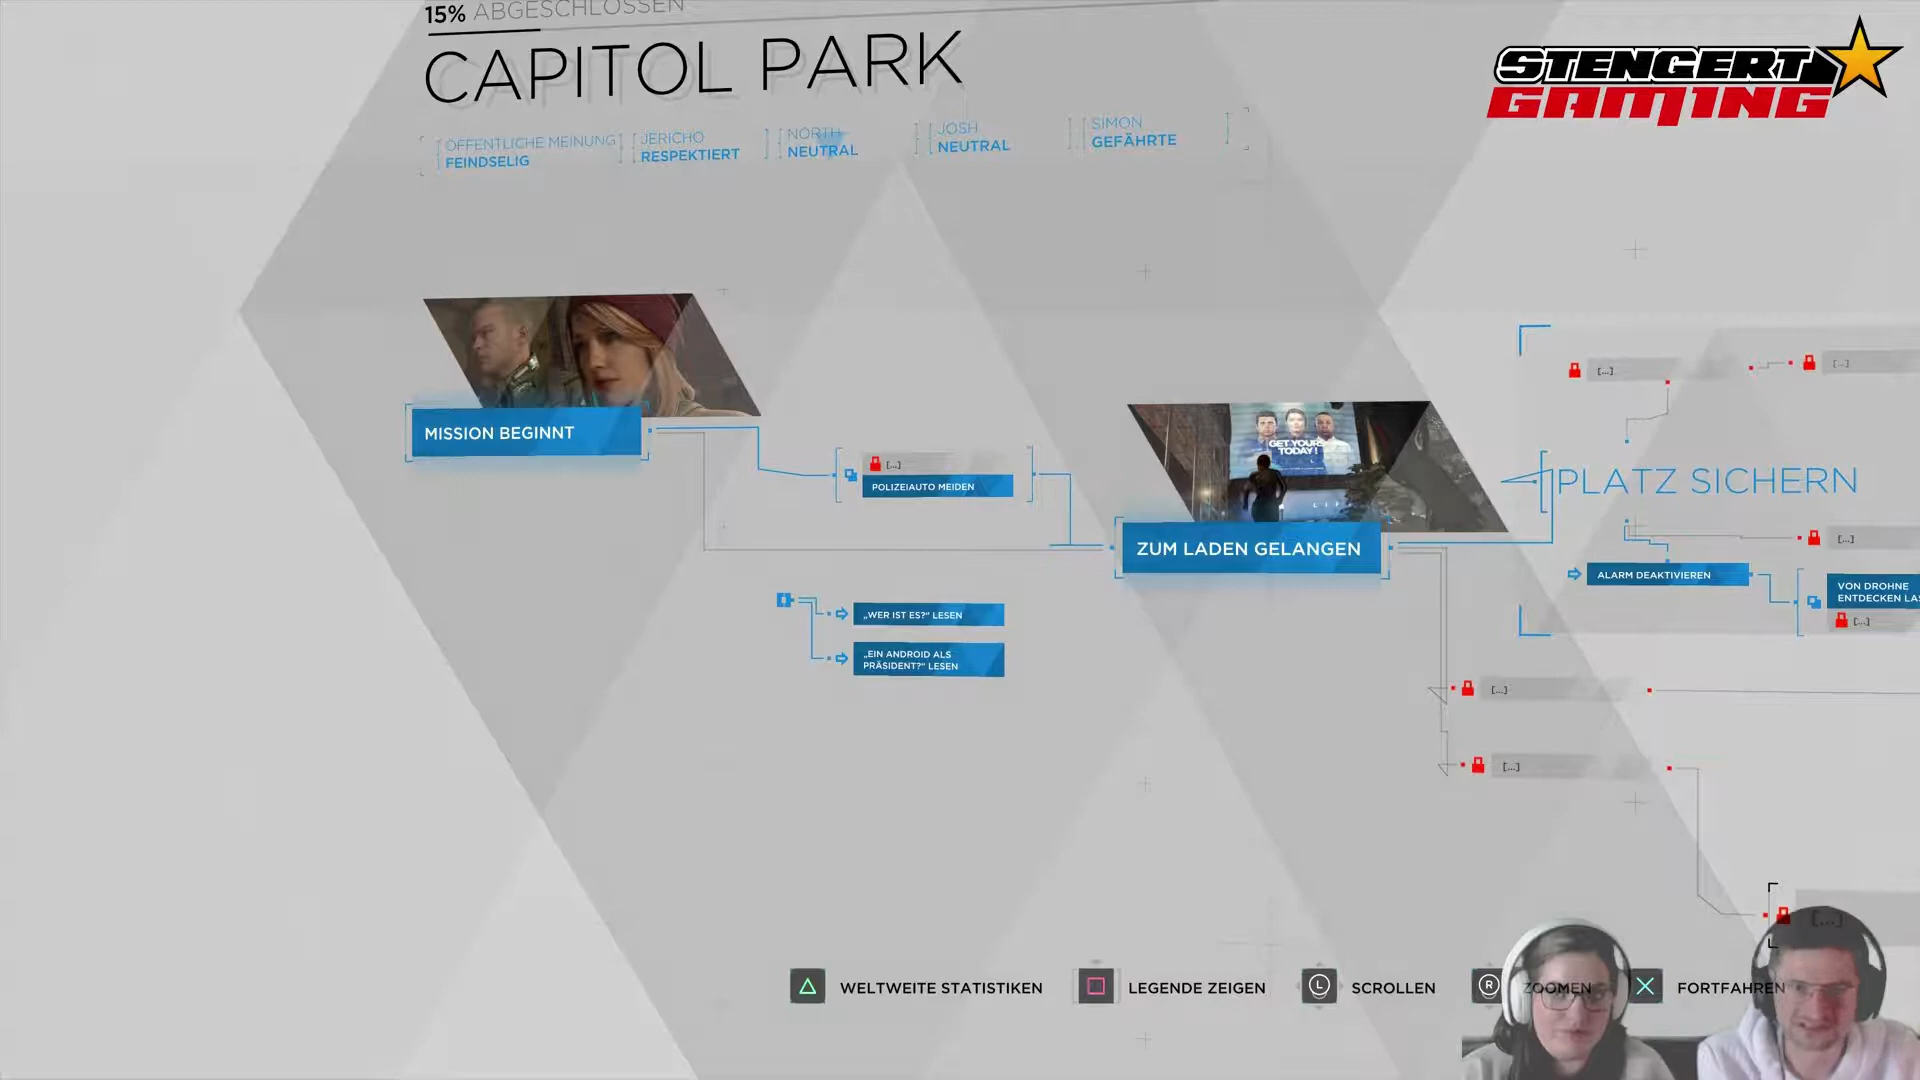 15% ABGESCHLOSSEN
CAPITOL PARK
STENGERT
GAMING
ÖFFENTLICHE MEINUNG
FEINDSELIG
JERICHO
RESPEKTIERT
NORTH
NEUTRAL
JOSH
NEUTRAL
SIMON
GEFÄHRTE
MISSION BEGINNT
[...]
POLIZEIAUTO MEIDEN
„WER IST ES?“ LESEN
„EIN ANDROID ALS
PRÄSIDENT?“ LESEN
GET YOURS
TODAY!
ZUM LADEN GELANGEN
[...]
[...]
PLATZ SICHERN
[...]
ALARM DEAKTIVIEREN
VON DROHNE
ENTDECKEN LAS
[...]
[...]
[...]
[...]
WELTWEITE STATISTIKEN
LEGENDE ZEIGEN
L
SCROLLEN
R
ZOOMEN
FORTFAHREN